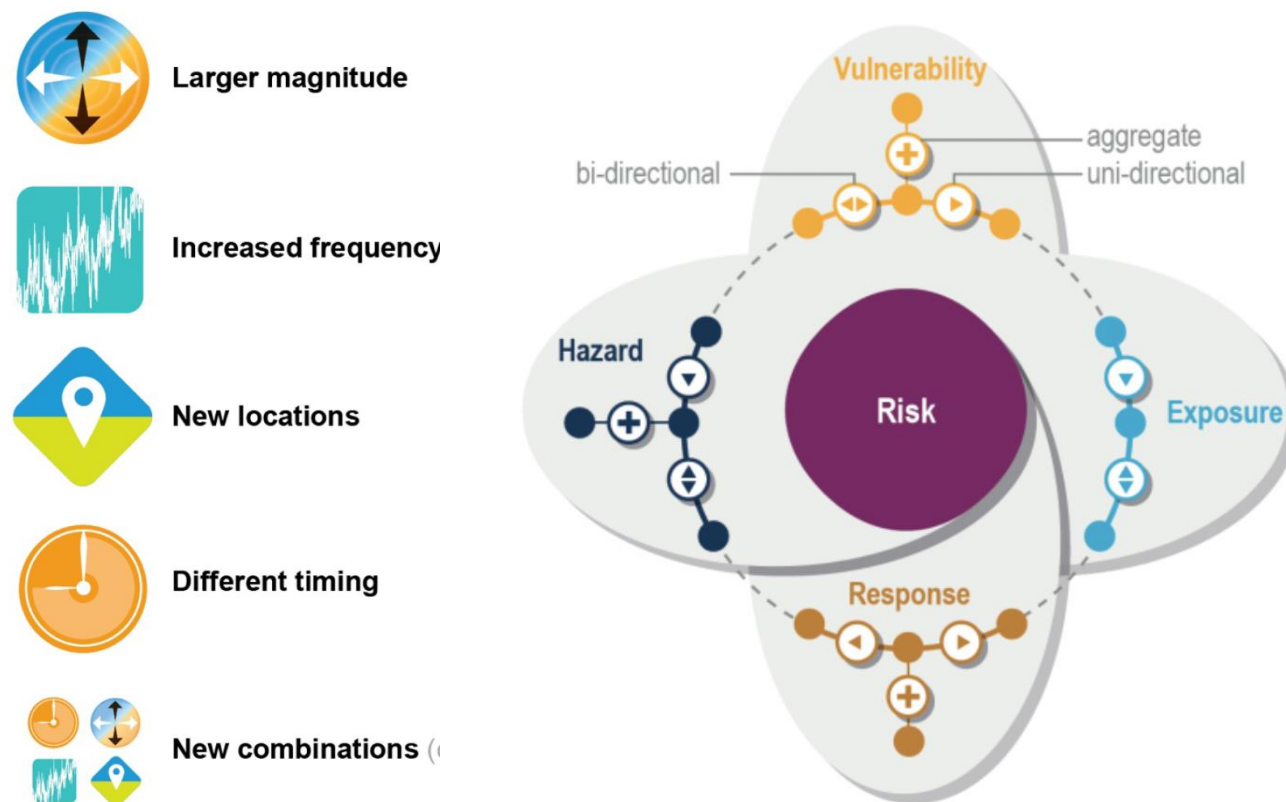 Larger magnitude
Increased frequency
New locations
Different timing
New combinations (
Vulnerability
aggregate
bi-directional
uni-directional
Hazard
Risk
Exposure
Response